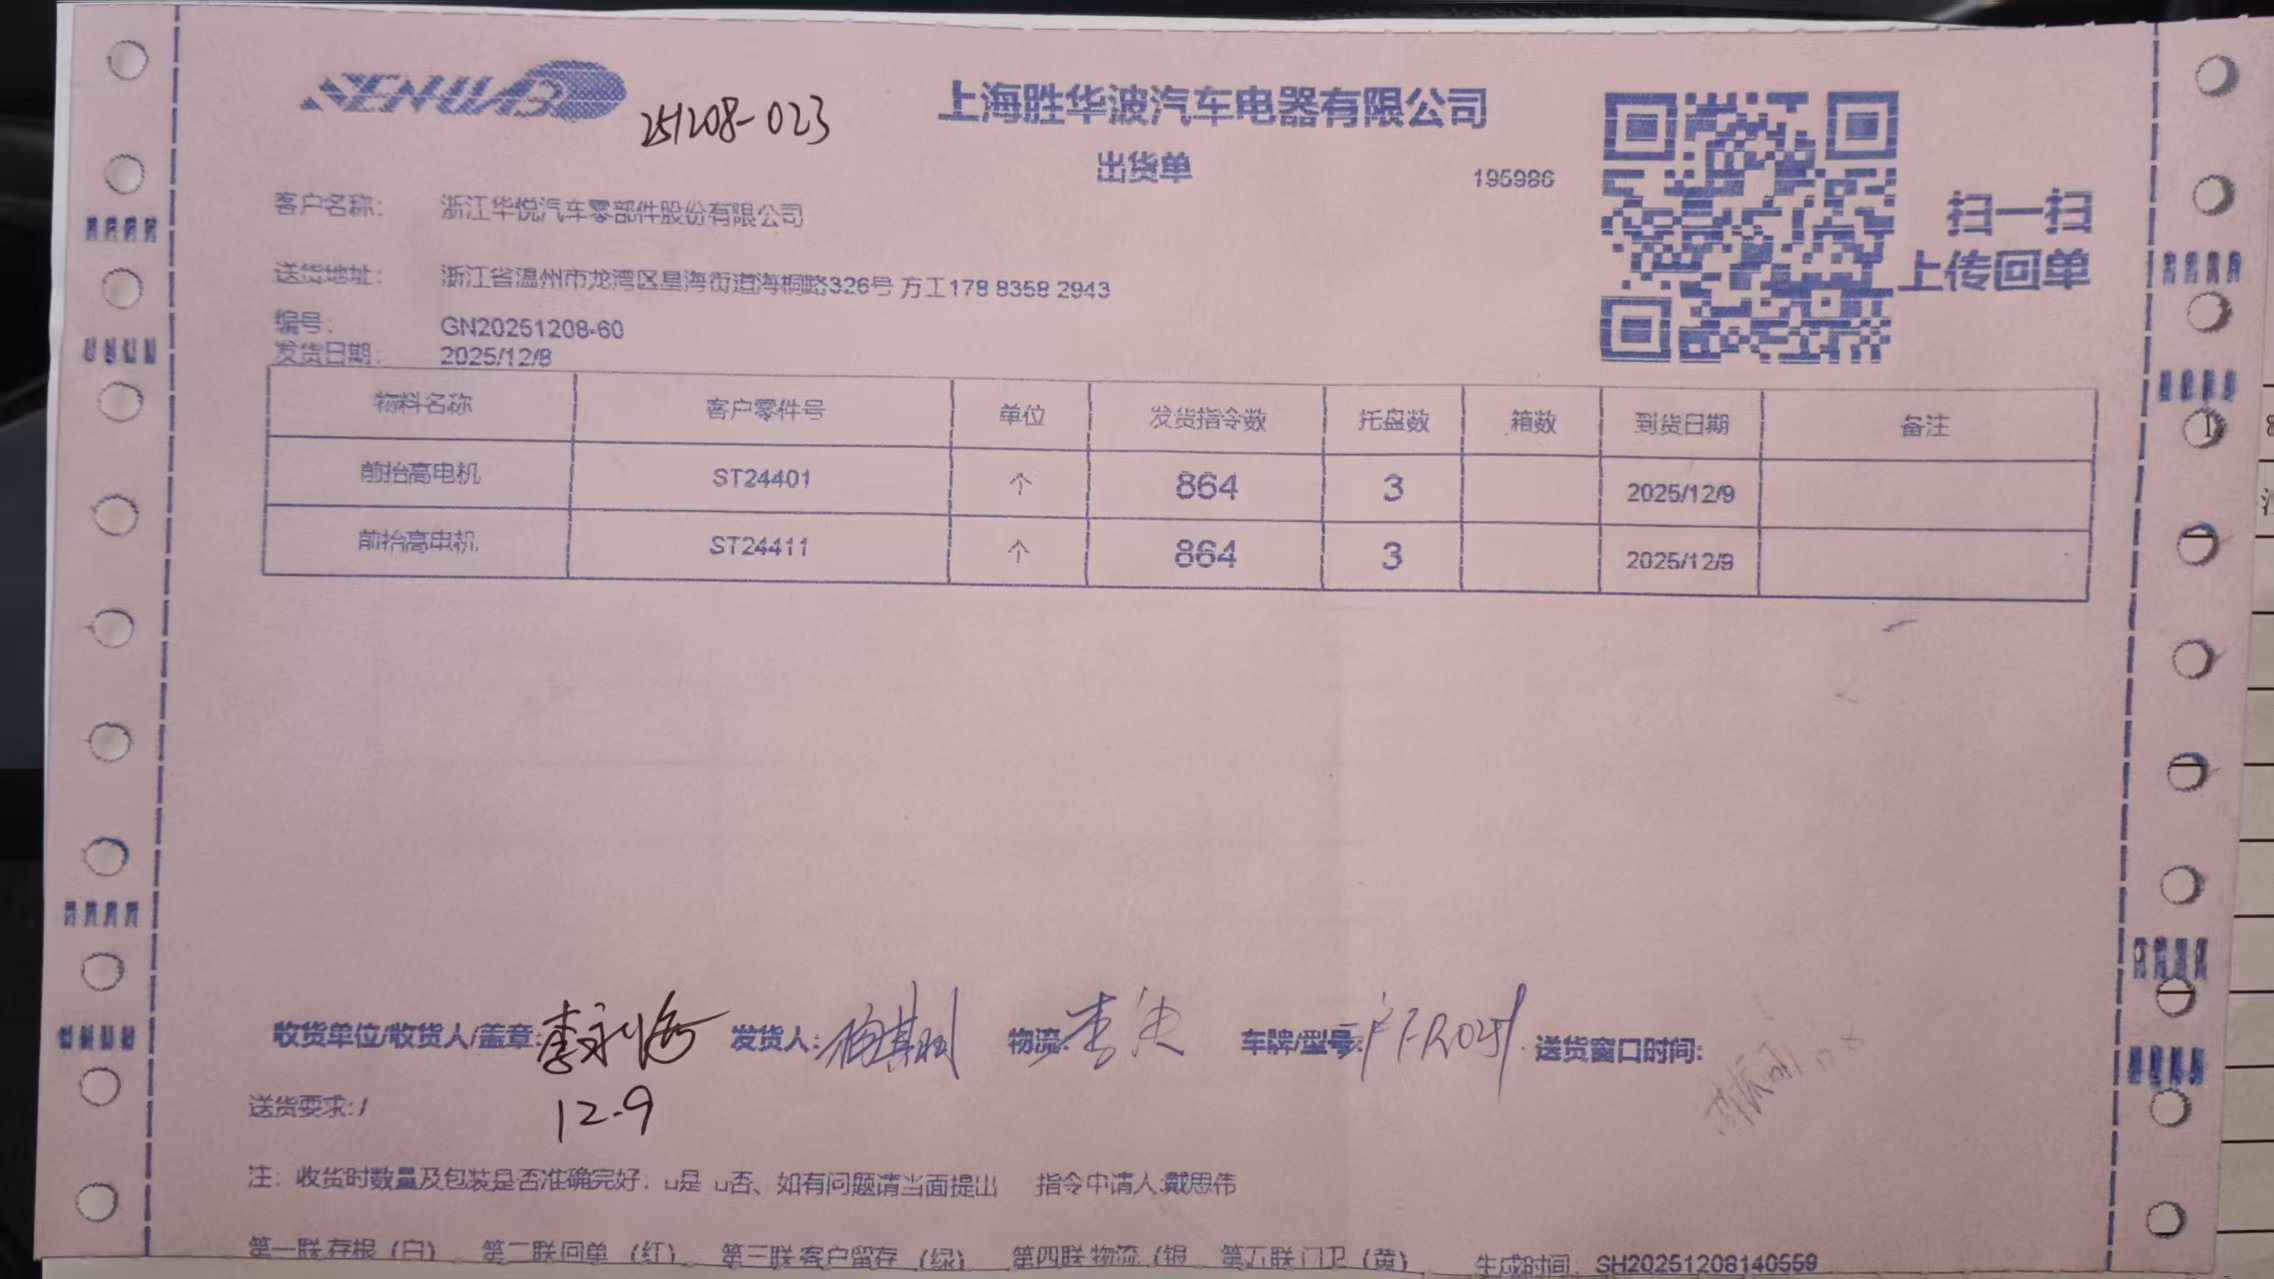 SENHUABO
251208-023
上海胜华波汽车电器有限公司
出货单
195986
扫一扫
上传回单
客户名称： 浙江华悦汽车零部件股份有限公司
送货地址： 浙江省温州市龙湾区星海街道海桐路326号 方工178 8358 2943
编号： GN20251208-60
发货日期： 2025/12/8
物料名称 客户零件号 单位 发货指令数 托盘数 箱数 到货日期 备注
前抬高电机 ST24401 个 864 3 2025/12/9
前抬高电机 ST24411 个 864 3 2025/12/9
收货单位/收货人/盖章： 李永海 发货人： 物流： 李 车牌/型号： 送货窗口时间：
12.9
送货要求：/
注：收货时数量及包装是否准确完好：u是 u否、如有问题请当面提出 指令申请人：戴思伟
第一联存根（白） 第二联回单（红） 第三联客户留存（绿） 第四联物流（银 第五联门卫（黄） 生成时间： SH20251208140559